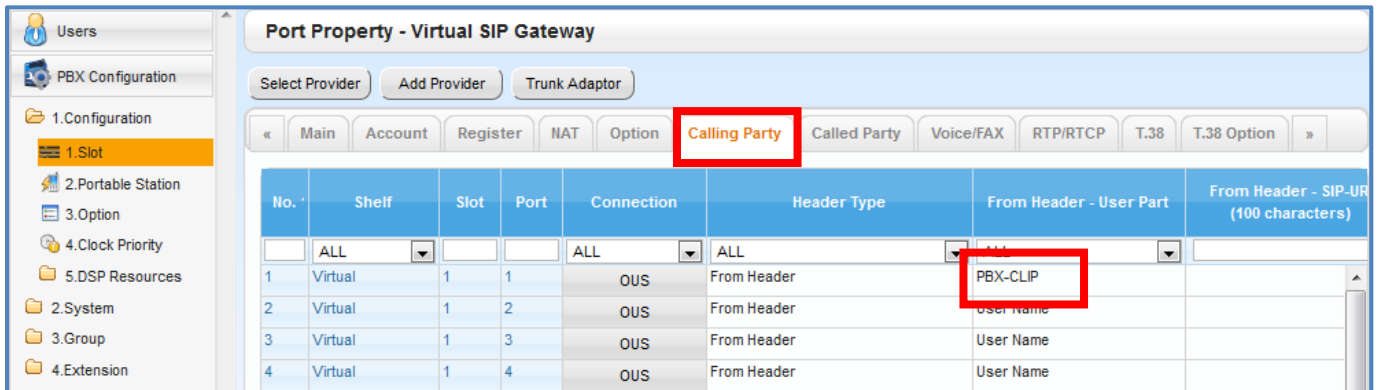 Users
PBX Configuration
1.Configuration
1.Slot
2.Portable Station
3.Option
4.Clock Priority
5.DSP Resources
2.System
3.Group
4.Extension
Port Property - Virtual SIP Gateway
Select Provider Add Provider Trunk Adaptor
« Main Account Register NAT Option Calling Party Called Party Voice/FAX RTP/RTCP T.38 T.38 Option »
No. Shelf Slot Port Connection Header Type From Header - User Part From Header - SIP-UR
(100 characters)
ALL ALL ALL ALL
1 Virtual 1 1 OUS From Header PBX-CLIP
2 Virtual 1 2 OUS From Header User Name
3 Virtual 1 3 OUS From Header User Name
4 Virtual 1 4 OUS From Header User Name